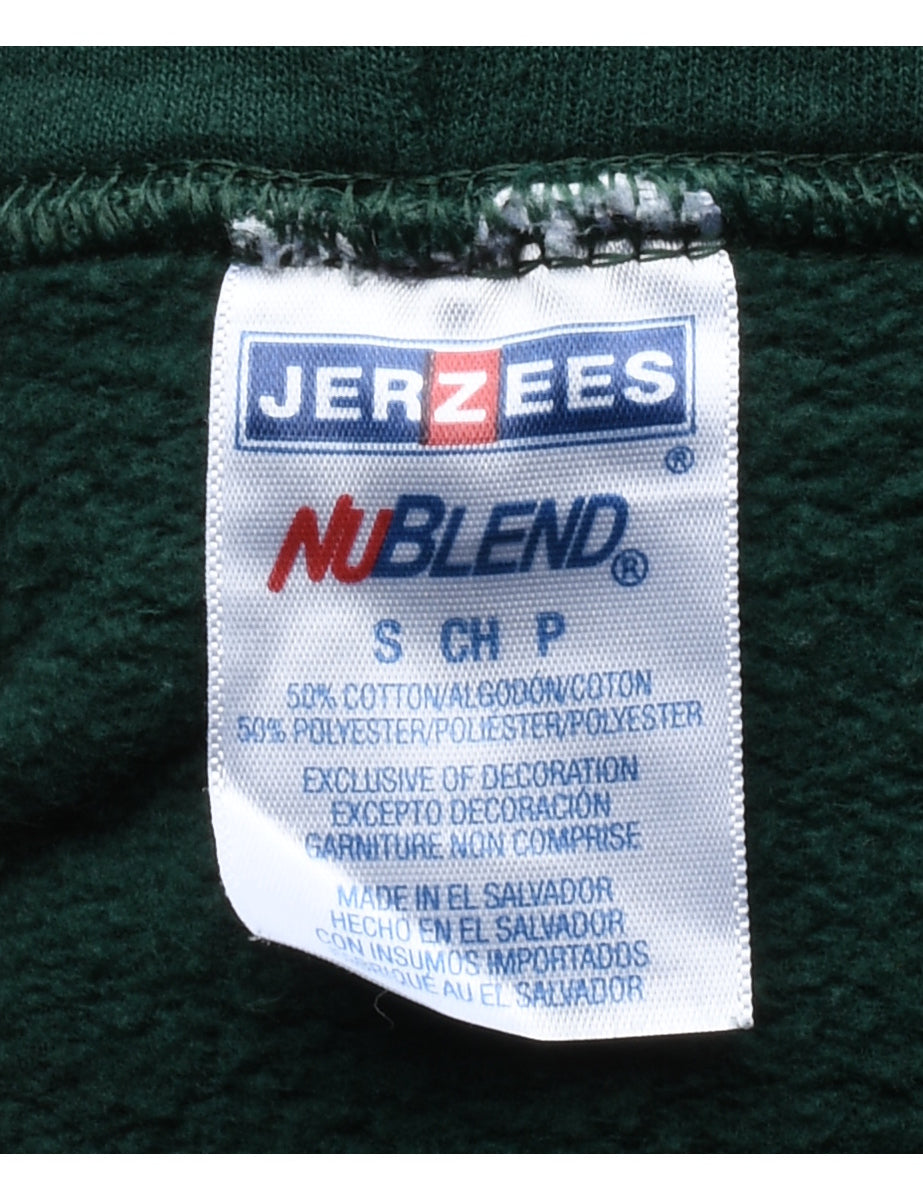 JERZEES
®
NUBLEND®
S CH P
50% COTTON/ALGODÓN/COTON
50% POLYESTER/POLIESTER/POLYESTER
EXCLUSIVE OF DECORATION
EXCEPTO DECORACIÓN
GARNITURE NON COMPRISE
MADE IN EL SALVADOR
HECHO EN EL SALVADOR
CON INSUMOS IMPORTADOS
AU EL SALVADOR